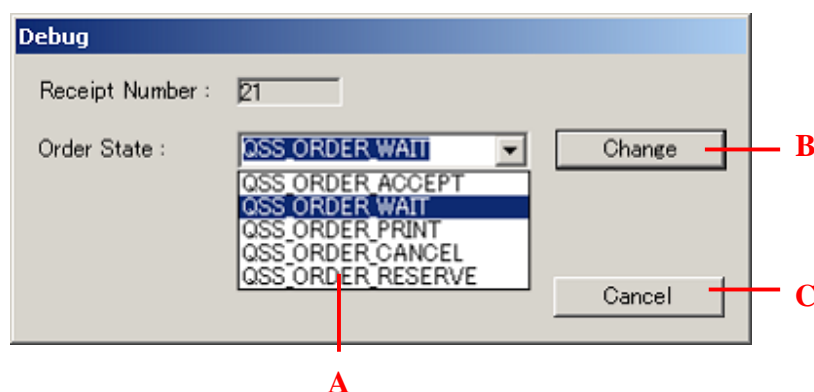 Debug
Receipt Number : 21
Order State : QSS_ORDER_WAIT Change B
QSS_ORDER_ACCEPT
QSS_ORDER_WAIT
QSS_ORDER_PRINT
QSS_ORDER_CANCEL
QSS_ORDER_RESERVE
Cancel C
A